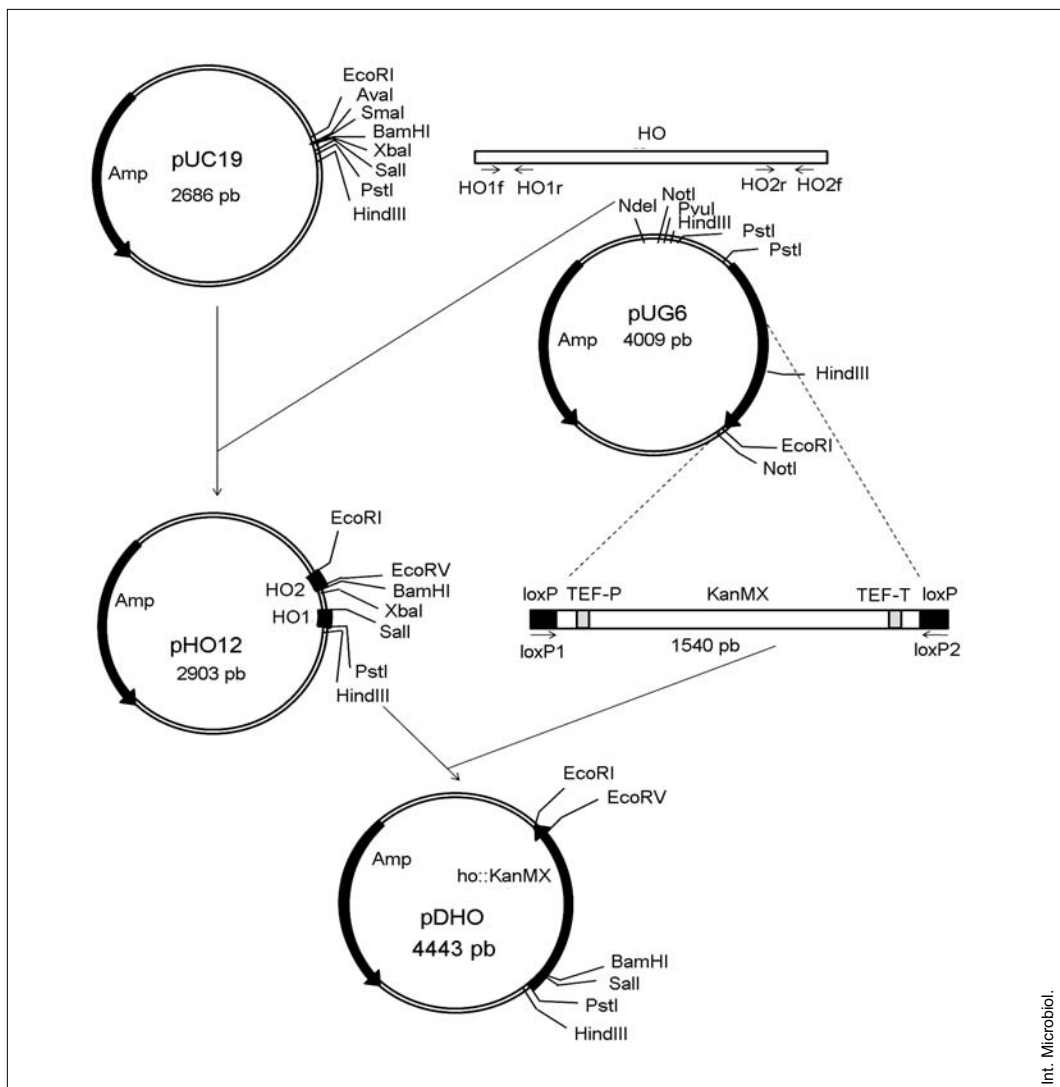 EcoRI
AvaI
SmaI
BamHI
XbaI
SalI
PstI
HindIII
Amp
pUC19
2686 pb
HO
HO1f
HO1r
HO2r
HO2f
NdeI
NotI
PvuI
HindIII
PstI
PstI
pUG6
4009 pb
Amp
HindIII
EcoRI
NotI
EcoRI
EcoRV
BamHI
XbaI
SalI
PstI
HindIII
HO2
HO1
Amp
pHO12
2903 pb
loxP TEF-P KanMX TEF-T loxP
loxP1 1540 pb loxP2
EcoRI
EcoRV
Amp
ho::KanMX
pDHO
4443 pb
BamHI
SalI
PstI
HindIII
Int. Microbiol.